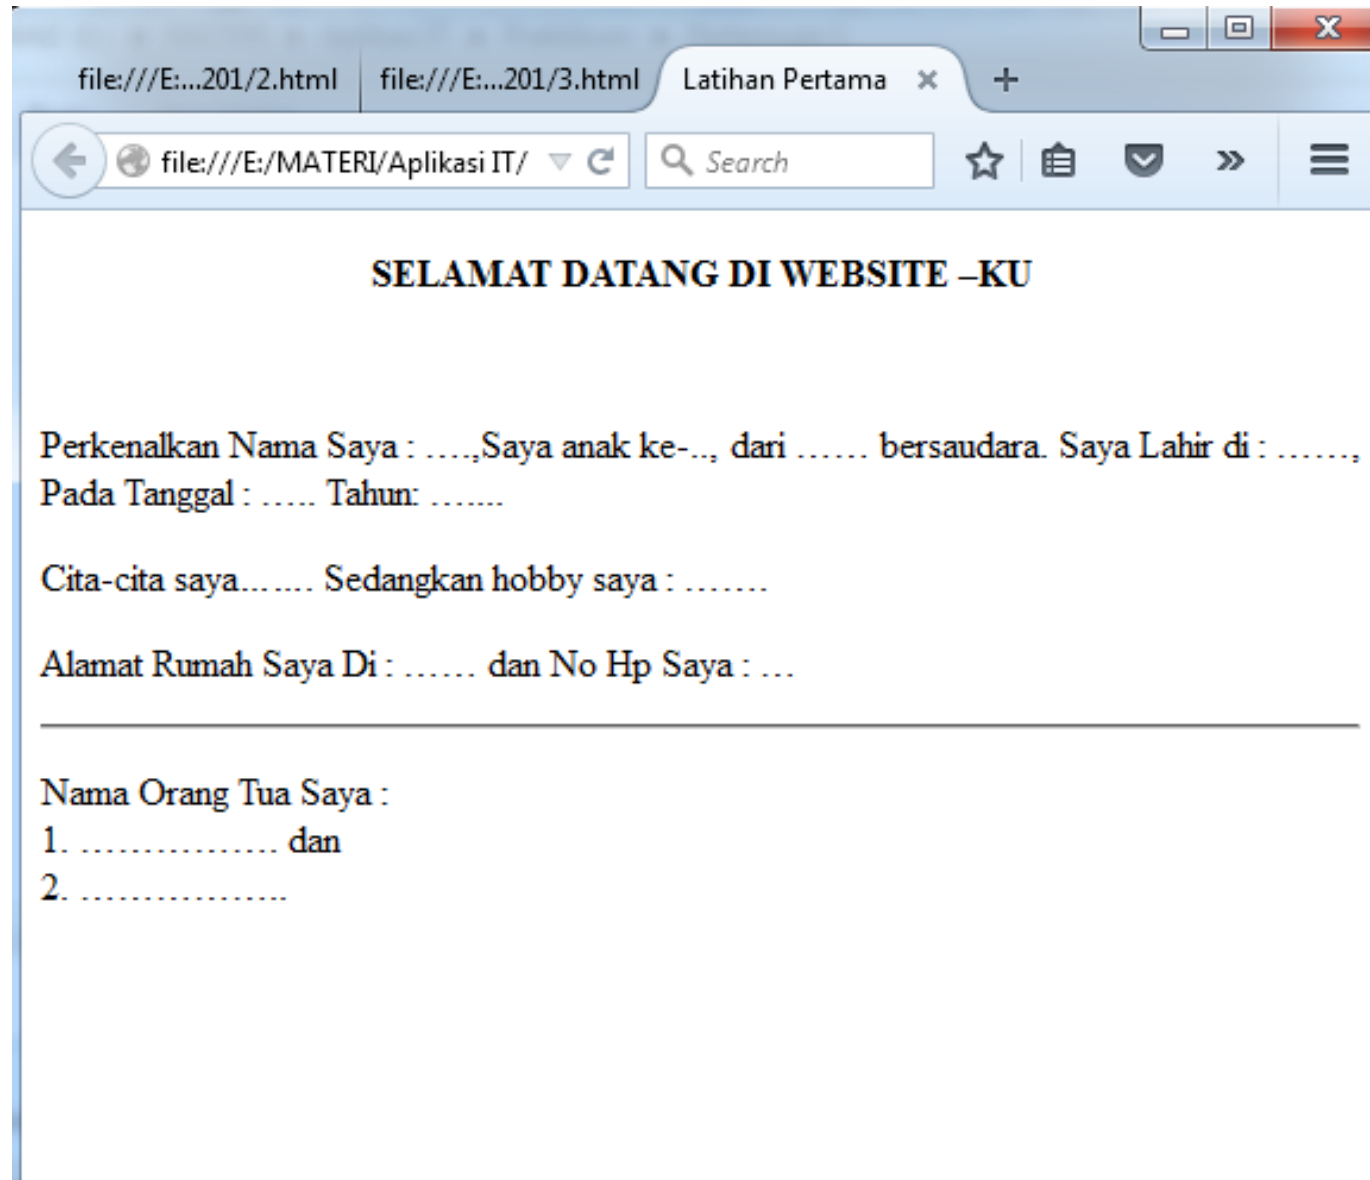 file:///E:...201/2.html file:///E:...201/3.html Latihan Pertama
file:///E:/MATERI/Aplikasi IT/ Search
SELAMAT DATANG DI WEBSITE –KU
Perkenalkan Nama Saya : ….,Saya anak ke-.., dari …… bersaudara. Saya Lahir di : ……,
Pada Tanggal : ….. Tahun: ….....
Cita-cita saya....… Sedangkan hobby saya : …….
Alamat Rumah Saya Di : …… dan No Hp Saya : …
Nama Orang Tua Saya :
1. ……………… dan
2. ……………..